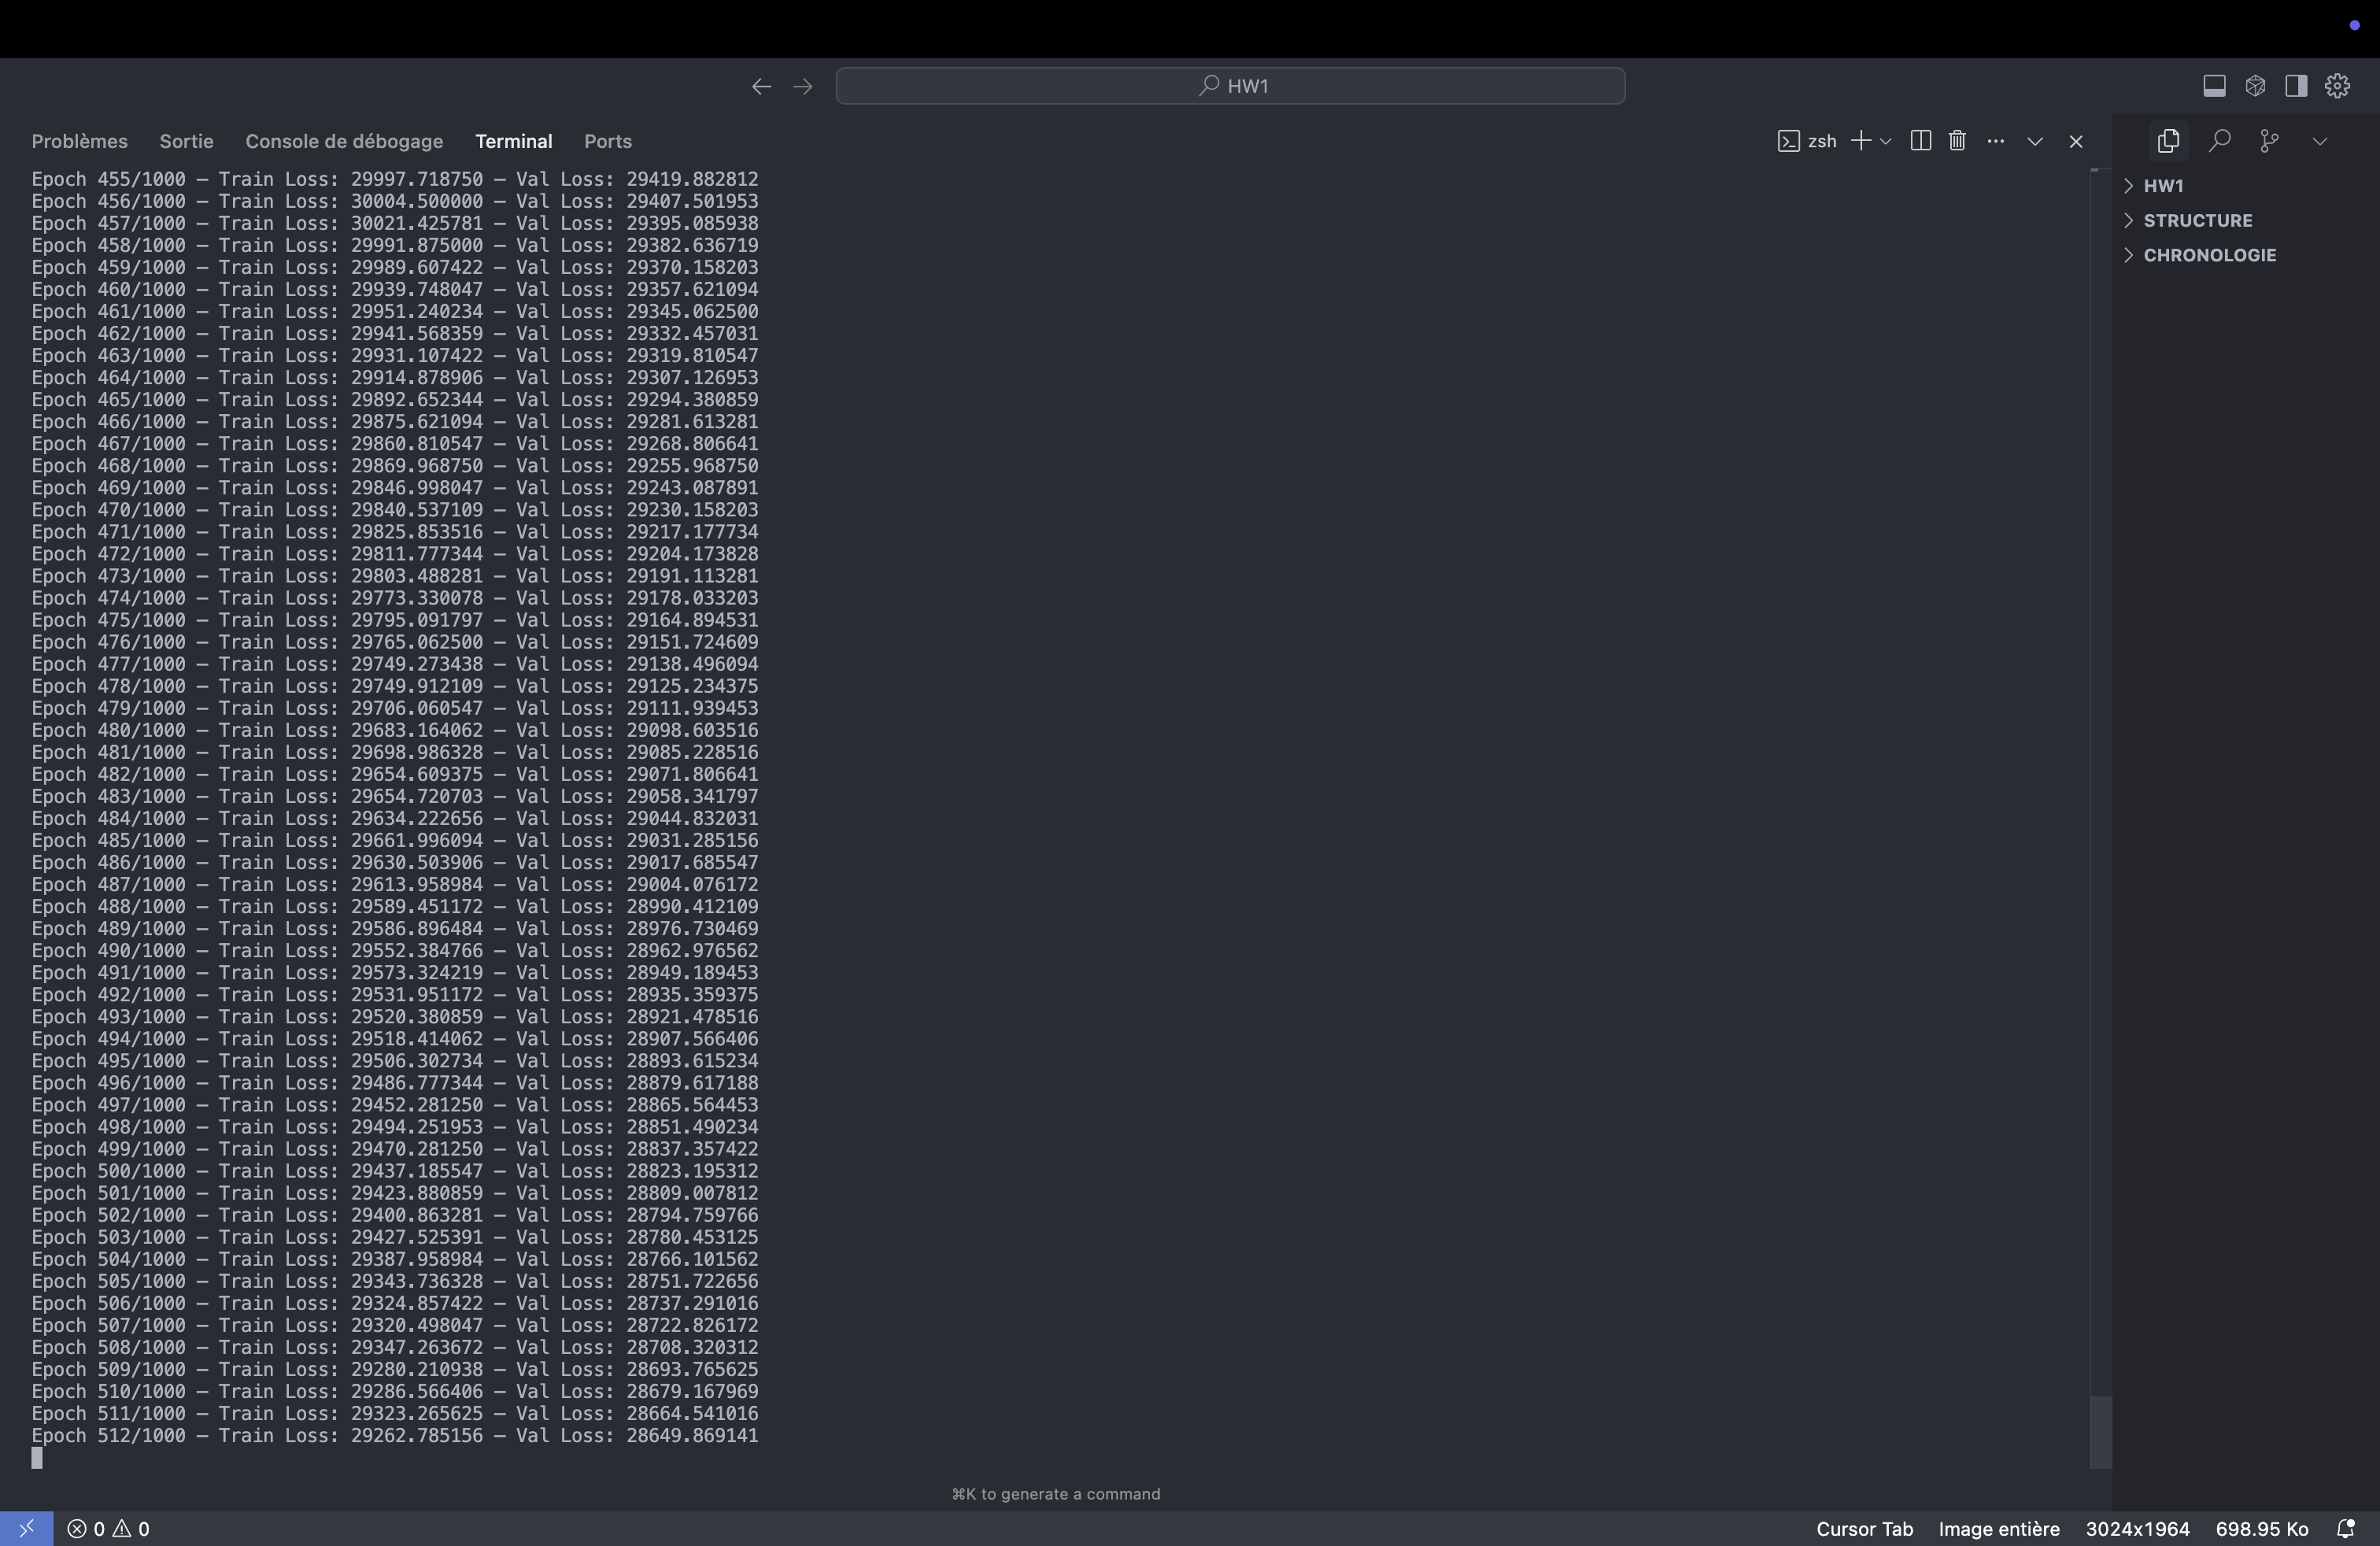 HW1
Problèmes Sortie Console de débogage Terminal Ports zsh
Epoch 455/1000 — Train Loss: 29997.718750 — Val Loss: 29419.882812
Epoch 456/1000 — Train Loss: 30004.500000 — Val Loss: 29407.501953
Epoch 457/1000 — Train Loss: 30021.425781 — Val Loss: 29395.085938
Epoch 458/1000 — Train Loss: 29991.875000 — Val Loss: 29382.636719
Epoch 459/1000 — Train Loss: 29989.607422 — Val Loss: 29370.158203
Epoch 460/1000 — Train Loss: 29939.748047 — Val Loss: 29357.621094
Epoch 461/1000 — Train Loss: 29951.240234 — Val Loss: 29345.062500
Epoch 462/1000 — Train Loss: 29941.568359 — Val Loss: 29332.457031
Epoch 463/1000 — Train Loss: 29931.107422 — Val Loss: 29319.810547
Epoch 464/1000 — Train Loss: 29914.878906 — Val Loss: 29307.126953
Epoch 465/1000 — Train Loss: 29892.652344 — Val Loss: 29294.380859
Epoch 466/1000 — Train Loss: 29875.621094 — Val Loss: 29281.613281
Epoch 467/1000 — Train Loss: 29860.810547 — Val Loss: 29268.806641
Epoch 468/1000 — Train Loss: 29869.968750 — Val Loss: 29255.968750
Epoch 469/1000 — Train Loss: 29846.998047 — Val Loss: 29243.087891
Epoch 470/1000 — Train Loss: 29840.537109 — Val Loss: 29230.158203
Epoch 471/1000 — Train Loss: 29825.853516 — Val Loss: 29217.177734
Epoch 472/1000 — Train Loss: 29811.777344 — Val Loss: 29204.173828
Epoch 473/1000 — Train Loss: 29803.488281 — Val Loss: 29191.113281
Epoch 474/1000 — Train Loss: 29773.330078 — Val Loss: 29178.033203
Epoch 475/1000 — Train Loss: 29795.091797 — Val Loss: 29164.894531
Epoch 476/1000 — Train Loss: 29765.062500 — Val Loss: 29151.724609
Epoch 477/1000 — Train Loss: 29749.273438 — Val Loss: 29138.496094
Epoch 478/1000 — Train Loss: 29749.912109 — Val Loss: 29125.234375
Epoch 479/1000 — Train Loss: 29706.060547 — Val Loss: 29111.939453
Epoch 480/1000 — Train Loss: 29683.164062 — Val Loss: 29098.603516
Epoch 481/1000 — Train Loss: 29698.986328 — Val Loss: 29085.228516
Epoch 482/1000 — Train Loss: 29654.609375 — Val Loss: 29071.806641
Epoch 483/1000 — Train Loss: 29654.720703 — Val Loss: 29058.341797
Epoch 484/1000 — Train Loss: 29634.222656 — Val Loss: 29044.832031
Epoch 485/1000 — Train Loss: 29661.996094 — Val Loss: 29031.285156
Epoch 486/1000 — Train Loss: 29630.503906 — Val Loss: 29017.685547
Epoch 487/1000 — Train Loss: 29613.958984 — Val Loss: 29004.076172
Epoch 488/1000 — Train Loss: 29589.451172 — Val Loss: 28990.412109
Epoch 489/1000 — Train Loss: 29586.896484 — Val Loss: 28976.730469
Epoch 490/1000 — Train Loss: 29552.384766 — Val Loss: 28962.976562
Epoch 491/1000 — Train Loss: 29573.324219 — Val Loss: 28949.189453
Epoch 492/1000 — Train Loss: 29531.951172 — Val Loss: 28935.359375
Epoch 493/1000 — Train Loss: 29520.380859 — Val Loss: 28921.478516
Epoch 494/1000 — Train Loss: 29518.414062 — Val Loss: 28907.566406
Epoch 495/1000 — Train Loss: 29506.302734 — Val Loss: 28893.615234
Epoch 496/1000 — Train Loss: 29486.777344 — Val Loss: 28879.617188
Epoch 497/1000 — Train Loss: 29452.281250 — Val Loss: 28865.564453
Epoch 498/1000 — Train Loss: 29494.251953 — Val Loss: 28851.490234
Epoch 499/1000 — Train Loss: 29470.281250 — Val Loss: 28837.357422
Epoch 500/1000 — Train Loss: 29437.185547 — Val Loss: 28823.195312
Epoch 501/1000 — Train Loss: 29423.880859 — Val Loss: 28809.007812
Epoch 502/1000 — Train Loss: 29400.863281 — Val Loss: 28794.759766
Epoch 503/1000 — Train Loss: 29427.525391 — Val Loss: 28780.453125
Epoch 504/1000 — Train Loss: 29387.958984 — Val Loss: 28766.101562
Epoch 505/1000 — Train Loss: 29343.736328 — Val Loss: 28751.722656
Epoch 506/1000 — Train Loss: 29324.857422 — Val Loss: 28737.291016
Epoch 507/1000 — Train Loss: 29320.498047 — Val Loss: 28722.826172
Epoch 508/1000 — Train Loss: 29347.263672 — Val Loss: 28708.320312
Epoch 509/1000 — Train Loss: 29280.210938 — Val Loss: 28693.765625
Epoch 510/1000 — Train Loss: 29286.566406 — Val Loss: 28679.167969
Epoch 511/1000 — Train Loss: 29323.265625 — Val Loss: 28664.541016
Epoch 512/1000 — Train Loss: 29262.785156 — Val Loss: 28649.869141
⌘K to generate a command
HW1
STRUCTURE
CHRONOLOGIE
0 0 Cursor Tab Image entière 3024x1964 698.95 Ko